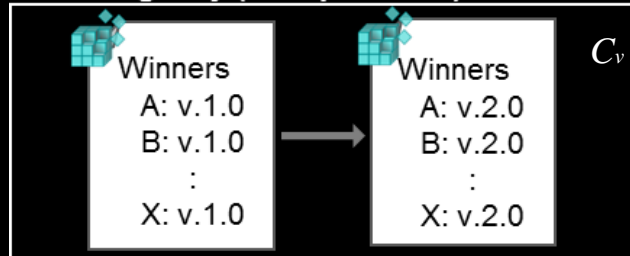 Winners
A: v.1.0
B: v.1.0
:
X: v.1.0
Winners
A: v.2.0
B: v.2.0
:
X: v.2.0
Cv